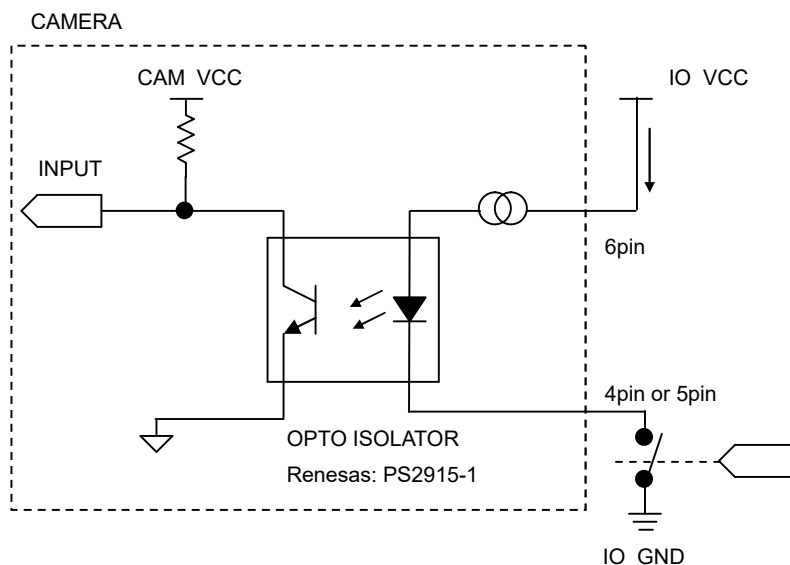 CAMERA
CAM VCC
IO VCC
INPUT
6pin
4pin or 5pin
OPTO ISOLATOR
Renesas: PS2915-1
IO GND